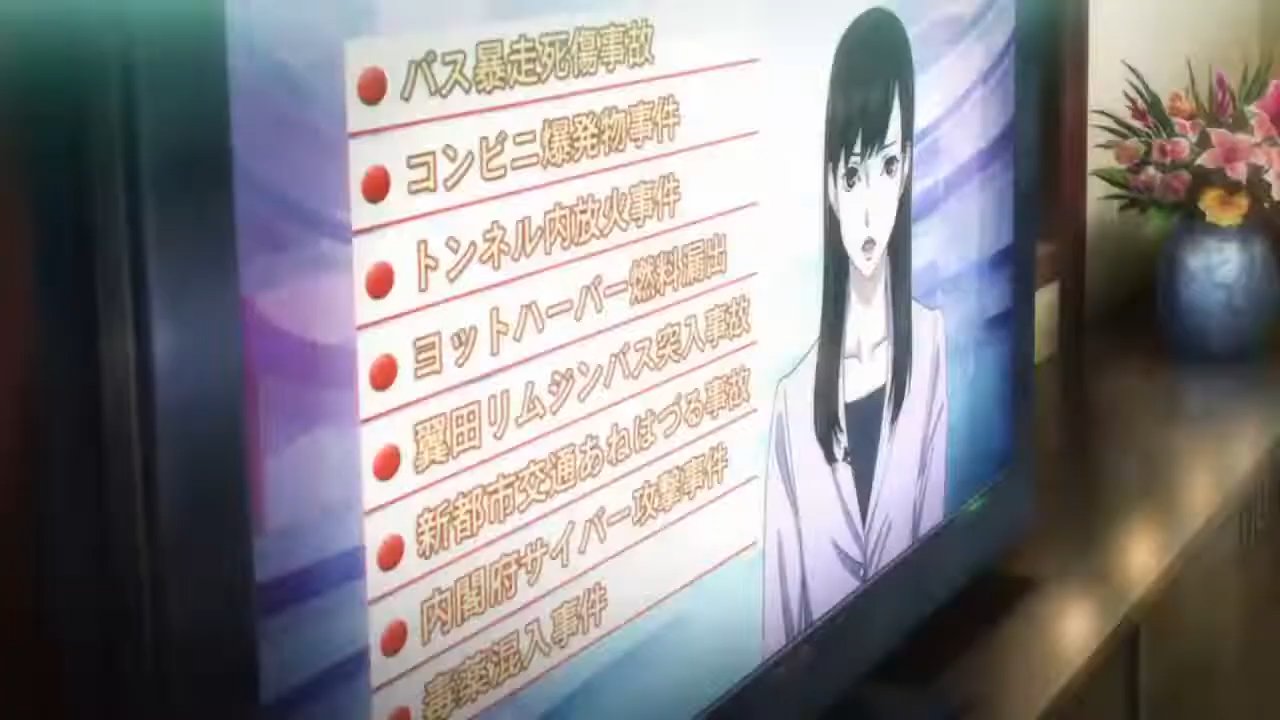 バス暴走死傷事故
コンビニ爆発物事件
トンネル内放火事件
ヨットハーバー燃料漏出
翼田リムジンバス突入事故
新都市交通あねはづる事故
内閣府サイバー攻撃事件
毒薬混入事件